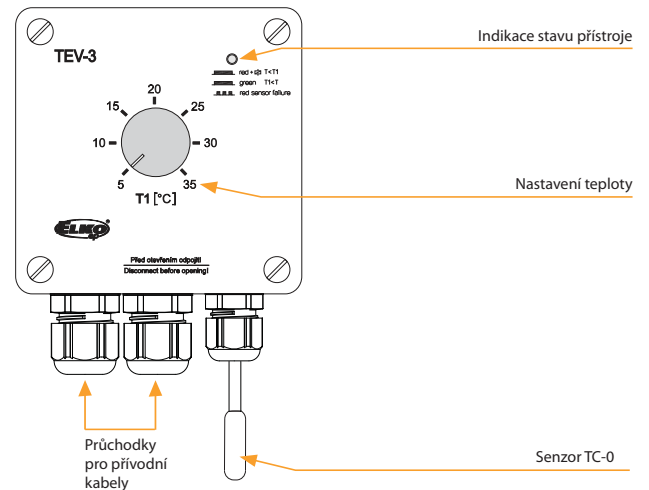 Indikace stavu přístroje
TEV-3
red + T<T1
green T1<T
red sensor failure
20
15
25
10
30
5
35
T1 [°C]
Nastavení teploty
ELKO
ep
Před otevřením odpojit!
Disconnect before opening!
Průchodky
pro přívodní
kabely
Senzor TC-0